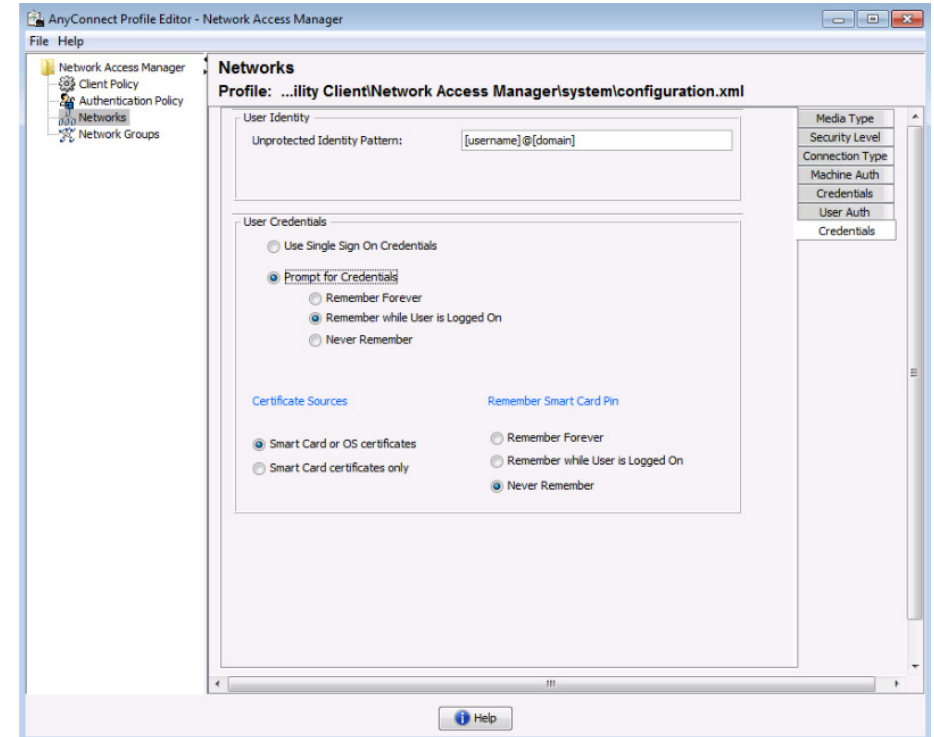 AnyConnect Profile Editor - Network Access Manager
File Help
Network Access Manager
Client Policy
Authentication Policy
Networks
Network Groups
Networks
Profile: ...ility Client\Network Access Manager\system\configuration.xml
User Identity
Unprotected Identity Pattern: [username]@[domain]
User Credentials
Use Single Sign On Credentials
Prompt for Credentials
Remember Forever
Remember while User is Logged On
Never Remember
Certificate Sources
Smart Card or OS certificates
Smart Card certificates only
Remember Smart Card Pin
Remember Forever
Remember while User is Logged On
Never Remember
Media Type
Security Level
Connection Type
Machine Auth
Credentials
User Auth
Credentials
Help